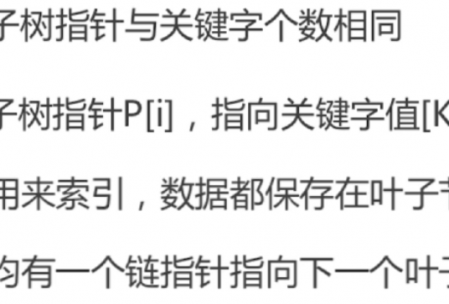 子树指针与关键字个数相同
子树指针P[i]，指向关键字值[K
用来索引，数据都保存在叶子节
均有一个链指针指向下一个叶子